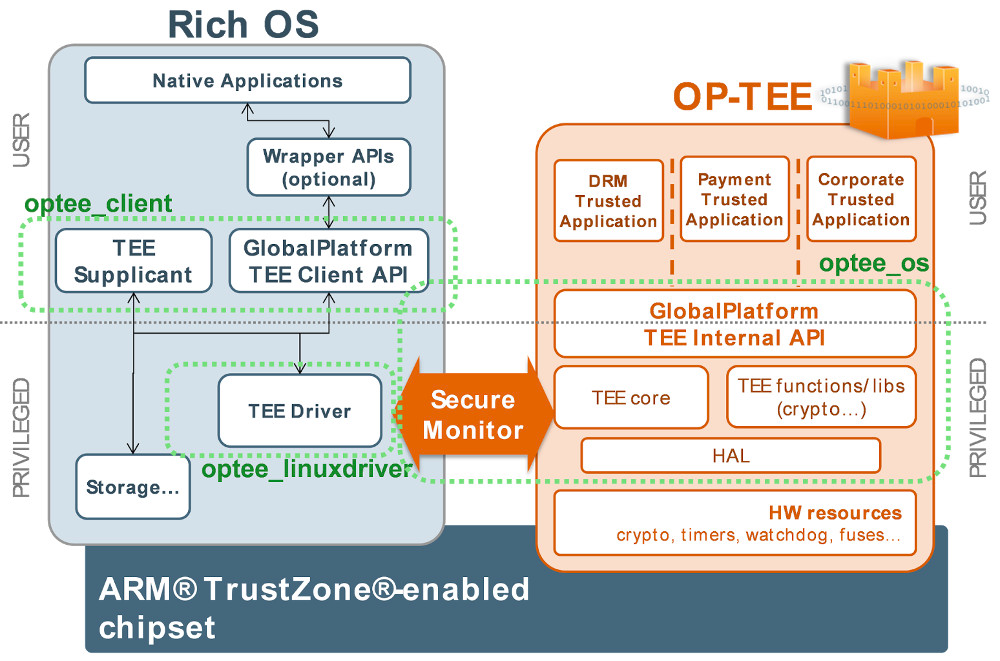 Rich OS
Native Applications
Wrapper APIs
(optional)
USER
optee_client
TEE
Supplicant
GlobalPlatform
TEE Client API
PRIVILEGED
TEE Driver
optee_linuxdriver
Storage...
Secure
Monitor
OP-TEE
10101
10010
0110011101000101010001010100
DRM
Trusted
Application
Payment
Trusted
Application
Corporate
Trusted
Application
USER
optee_os
GlobalPlatform
TEE Internal API
TEE core
TEE functions/libs
(crypto...)
HAL
PRIVILEGED
HW resources
crypto, timers, watchdog, fuses...
ARM® TrustZone®-enabled
chipset